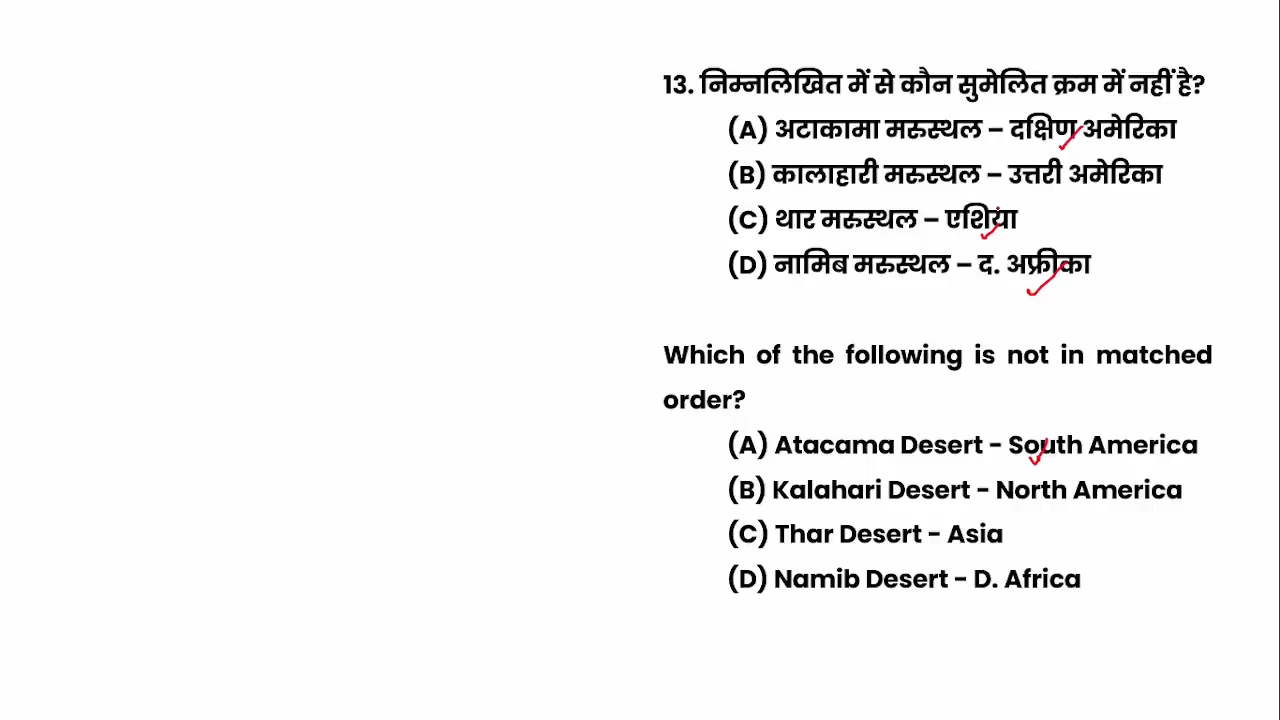 13. निम्नलिखित में से कौन सुमेलित क्रम में नहीं है?
(A) अटाकामा मरुस्थल – दक्षिण अमेरिका
(B) कालाहारी मरुस्थल – उत्तरी अमेरिका
(C) थार मरुस्थल – एशिया
(D) नामिब मरुस्थल – द. अफ्रीका
Which of the following is not in matched
order?
(A) Atacama Desert - South America
(B) Kalahari Desert - North America
(C) Thar Desert - Asia
(D) Namib Desert - D. Africa